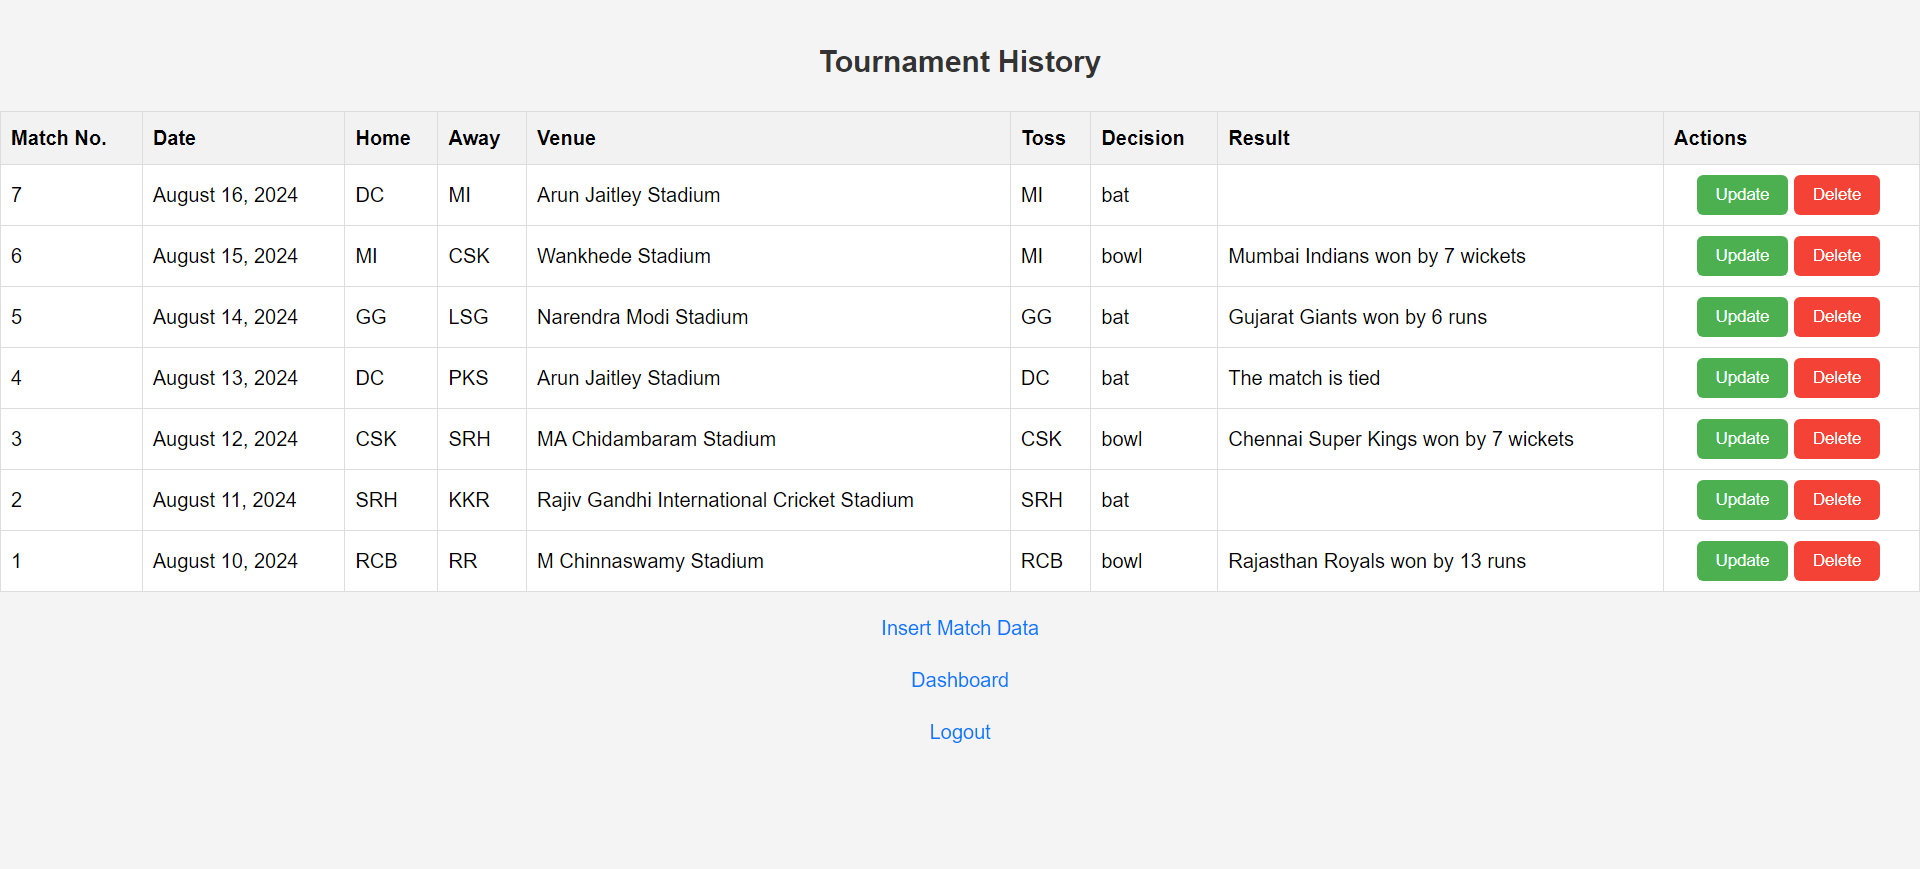 Tournament History
Match No. Date Home Away Venue Toss Decision Result Actions
7 August 16, 2024 DC MI Arun Jaitley Stadium MI bat Update Delete
6 August 15, 2024 MI CSK Wankhede Stadium MI bowl Mumbai Indians won by 7 wickets Update Delete
5 August 14, 2024 GG LSG Narendra Modi Stadium GG bat Gujarat Giants won by 6 runs Update Delete
4 August 13, 2024 DC PKS Arun Jaitley Stadium DC bat The match is tied Update Delete
3 August 12, 2024 CSK SRH MA Chidambaram Stadium CSK bowl Chennai Super Kings won by 7 wickets Update Delete
2 August 11, 2024 SRH KKR Rajiv Gandhi International Cricket Stadium SRH bat Update Delete
1 August 10, 2024 RCB RR M Chinnaswamy Stadium RCB bowl Rajasthan Royals won by 13 runs Update Delete
Insert Match Data
Dashboard
Logout